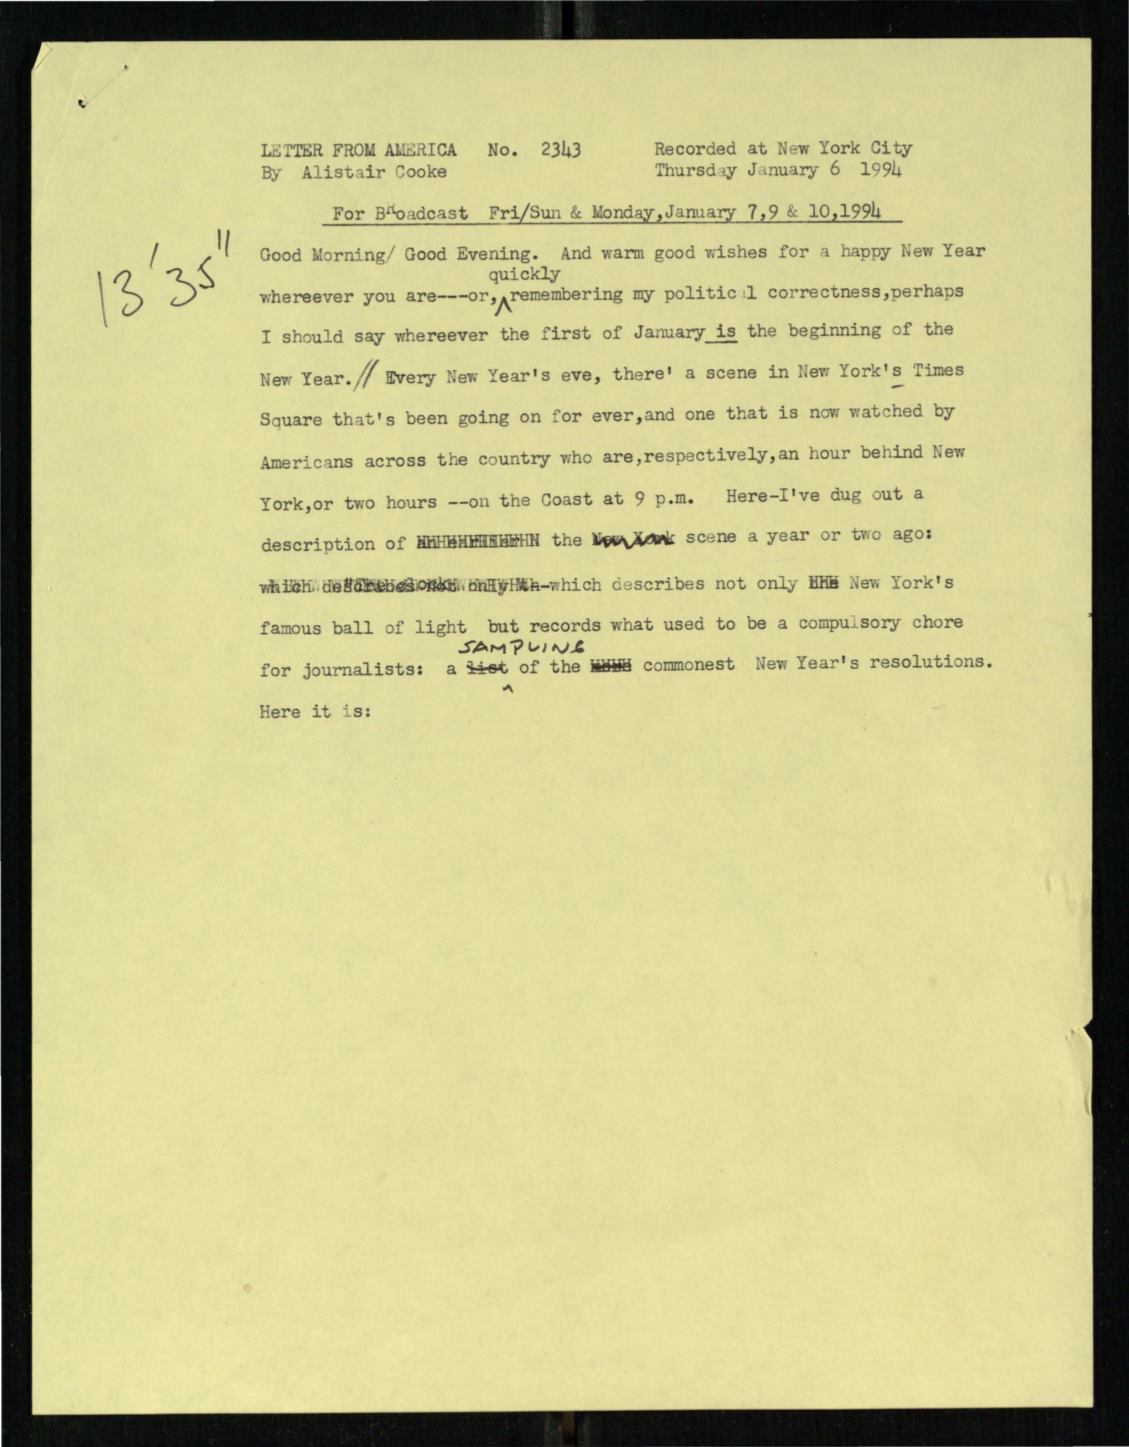 LETTER FROM AMERICA No. 2343 Recorded at New York City
By Alistair Cooke Thursday January 6 1994
For BRoadcast Fri/Sun & Monday,January 7,9 & 10,1994
13' 35"
Good Morning/ Good Evening. And warm good wishes for a happy New Year
quickly
whereever you are---or, remembering my political correctness,perhaps
I should say whereever the first of January is the beginning of the
New Year.// Every New Year's eve, there' a scene in New York's Times
Square that's been going on for ever,and one that is now watched by
Americans across the country who are,respectively,an hour behind New
York,or two hours --on the Coast at 9 p.m. Here-I've dug out a
description of the New York scene a year or two ago:
which describes not only -which describes not only New York's
famous ball of light but records what used to be a compulsory chore
SAMPLING
for journalists: a list of the commonest New Year's resolutions.
Here it is: